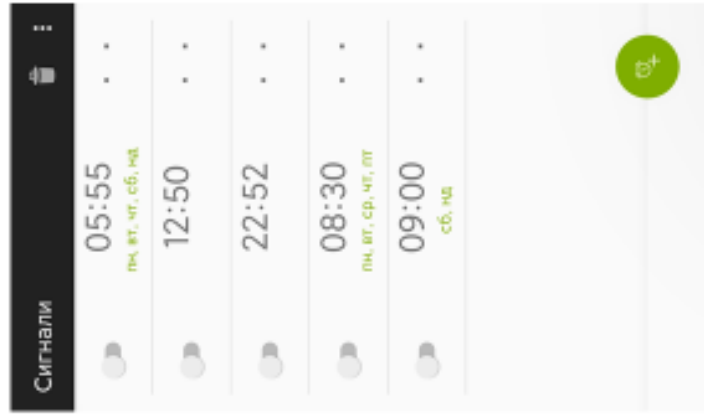 Сигнали
05:55
пн, вт, чт, сб, нд
12:50
22:52
08:30
пн, вт, ср, чт, пт
09:00
сб, нд